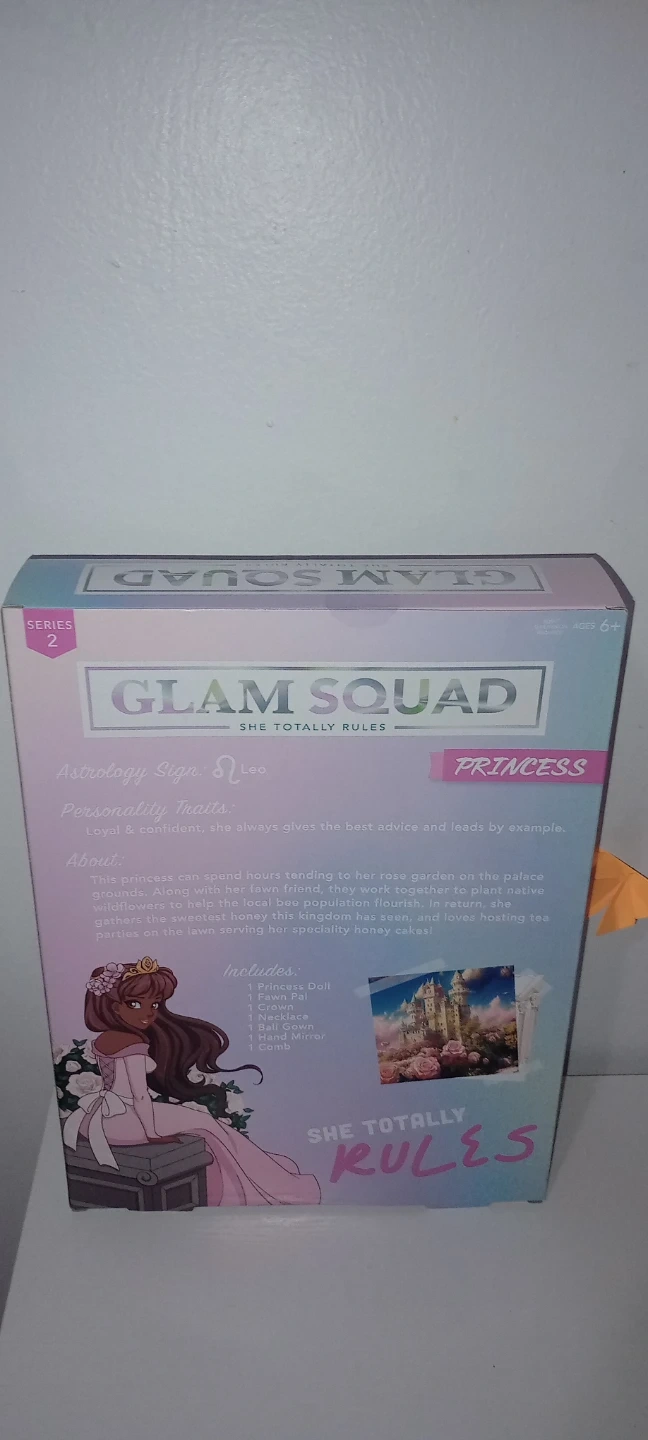 GLAM SQUAD
SHE TOTALLY RULES
SERIES
2
AGES 6+
GLAM SQUAD
SHE TOTALLY RULES
PRINCESS
Astrology Sign: Leo
Personality Traits:
Loyal & confident, she always gives the best advice and leads by example.
About:
This princess can spend hours tending to her rose garden on the palace
grounds. Along with her fawn friend, they work together to plant native
wildflowers to help the local bee population flourish. In return, she
gathers the sweetest honey this kingdom has seen, and loves hosting tea
parties on the lawn serving her speciality honey cakes!
Includes:
1 Princess Doll
1 Fawn Pal
1 Crown
1 Necklace
1 Ball Gown
1 Hand Mirror
1 Comb
SHE TOTALLY
RULES